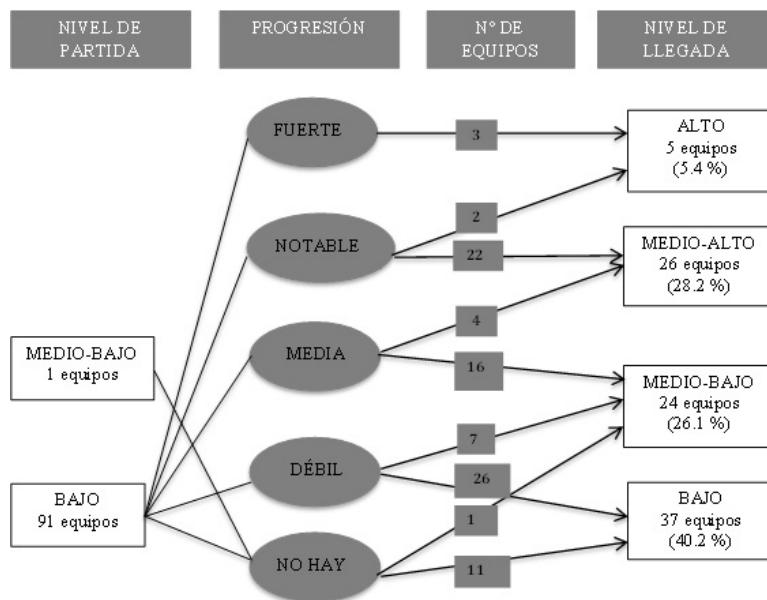 NIVEL DE
PARTIDA
PROGRESIÓN
Nº DE
EQUIPOS
NIVEL DE
LLEGADA
FUERTE
3
ALTO
5 equipos
(5.4 %)
2
NOTABLE
22
MEDIO-ALTO
26 equipos
(28.2 %)
4
MEDIO-BAJO
1 equipos
MEDIA
16
MEDIO-BAJO
24 equipos
(26.1 %)
7
DÉBIL
26
BAJO
91 equipos
1
BAJO
37 equipos
(40.2 %)
NO HAY
11